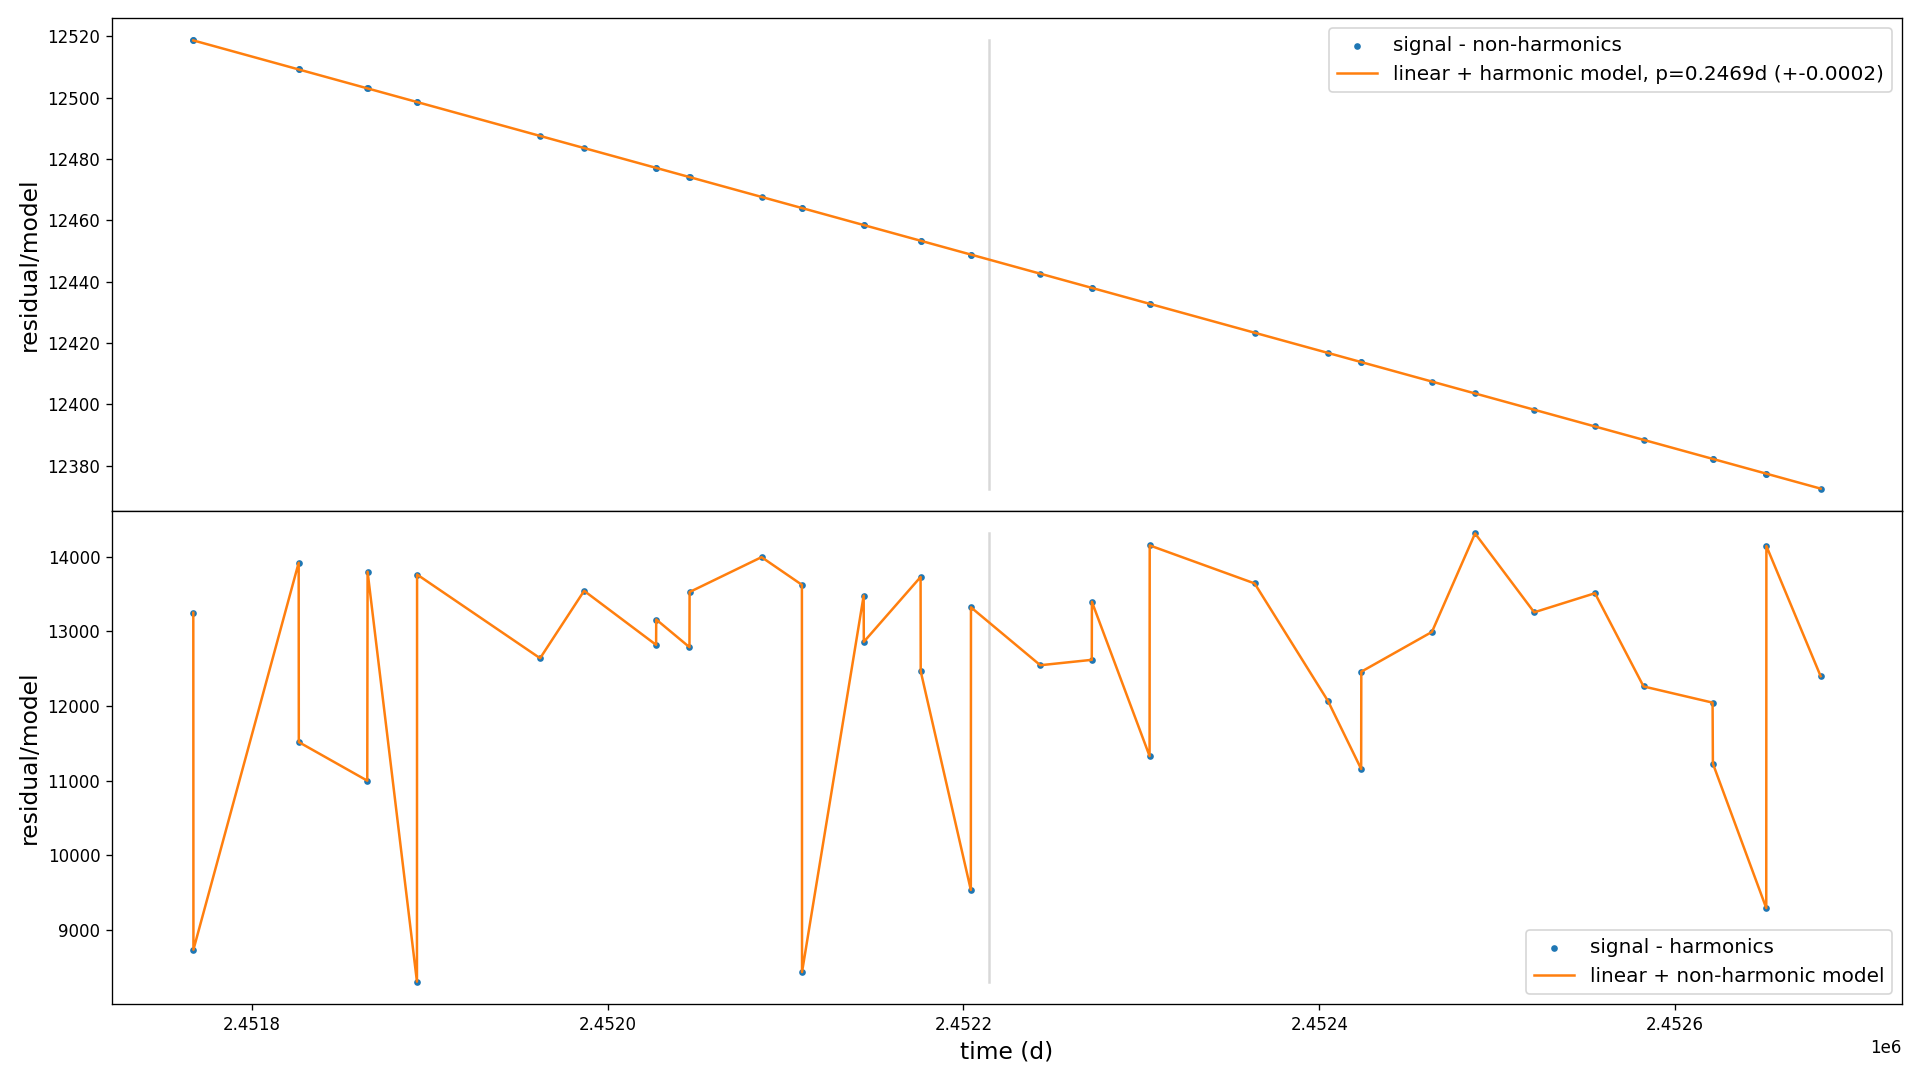 12520
12500
12480
12460
12440
12420
12400
12380
residual/model
signal - non-harmonics
linear + harmonic model, p=0.2469d (+-0.0002)
14000
13000
12000
11000
10000
9000
residual/model
signal - harmonics
linear + non-harmonic model
2.4518
2.4520
2.4522
2.4524
2.4526
1e6
time (d)